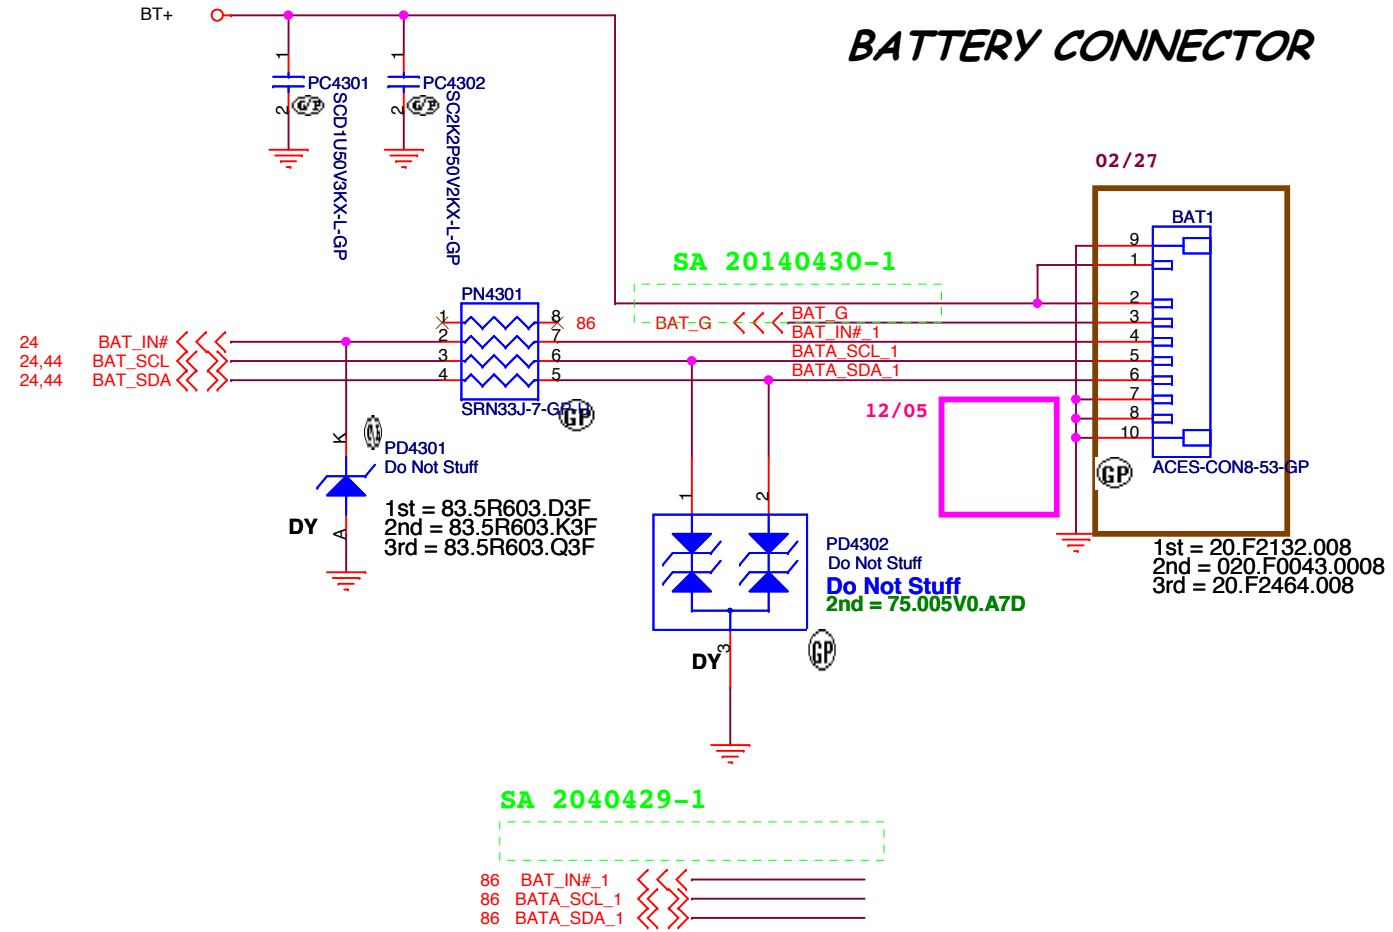 BT+
BATTERY CONNECTOR
1
PC4301
2
SCD1U50V3KX-L-GP
1
PC4302
2
SC2K2P50V2KX-L-GP
G/P
G/P
02/27
BAT1
9
1
2
3
4
5
6
7
8
10
ACES-CON8-53-GP
GP
1st = 20.F2132.008
2nd = 020.F0043.0008
3rd = 20.F2464.008
SA 20140430-1
86 BAT_G
BAT_G
BAT_IN#_1
BATA_SCL_1
BATA_SDA_1
PN4301
1 8
2 7
3 6
4 5
SRN33J-7-GP-U
GP
24 BAT_IN#
24,44 BAT_SCL
24,44 BAT_SDA
K
PD4301
Do Not Stuff
DY
A
1st = 83.5R603.D3F
2nd = 83.5R603.K3F
3rd = 83.5R603.Q3F
12/05
1
2
PD4302
Do Not Stuff
Do Not Stuff
2nd = 75.005V0.A7D
DY
3
GP
SA 2040429-1
86 BAT_IN#_1
86 BATA_SCL_1
86 BATA_SDA_1